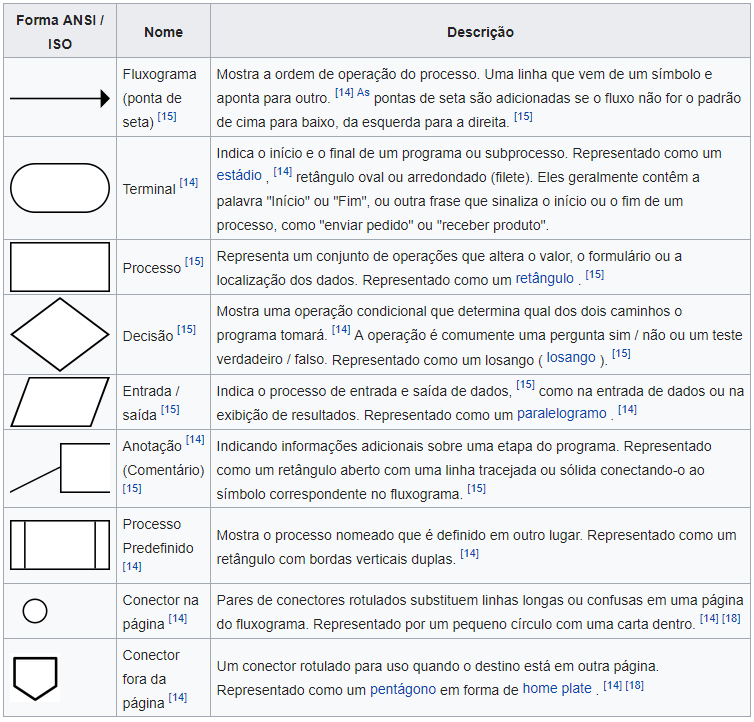 Forma ANSI /
ISO
Nome
Descrição
Fluxograma
(ponta de
seta) [15]
Mostra a ordem de operação do processo. Uma linha que vem de um símbolo e
aponta para outro. [14] As pontas de seta são adicionadas se o fluxo não for o padrão
de cima para baixo, da esquerda para a direita. [15]
Terminal [14]
Indica o início e o final de um programa ou subprocesso. Representado como um
estádio , [14] retângulo oval ou arredondado (filete). Eles geralmente contêm a
palavra "Início" ou "Fim", ou outra frase que sinaliza o início ou o fim de um
processo, como "enviar pedido" ou "receber produto".
Processo [15]
Representa um conjunto de operações que altera o valor, o formulário ou a
localização dos dados. Representado como um retângulo . [15]
Decisão [15]
Mostra uma operação condicional que determina qual dos dois caminhos o
programa tomará. [14] A operação é comumente uma pergunta sim / não ou um teste
verdadeiro / falso. Representado como um losango ( losango ). [15]
Entrada /
saída [15]
Indica o processo de entrada e saída de dados, [15] como na entrada de dados ou na
exibição de resultados. Representado como um paralelogramo . [14]
Anotação [14]
(Comentário)
[15]
Indicando informações adicionais sobre uma etapa do programa. Representado
como um retângulo aberto com uma linha tracejada ou sólida conectando-o ao
símbolo correspondente no fluxograma. [15]
Processo
Predefinido
[14]
Mostra o processo nomeado que é definido em outro lugar. Representado como um
retângulo com bordas verticais duplas. [14]
Conector na
página [14]
Pares de conectores rotulados substituem linhas longas ou confusas em uma página
do fluxograma. Representado por um pequeno círculo com uma carta dentro. [14] [18]
Conector
fora da
página [14]
Um conector rotulado para uso quando o destino está em outra página.
Representado como um pentágono em forma de home plate . [14] [18]